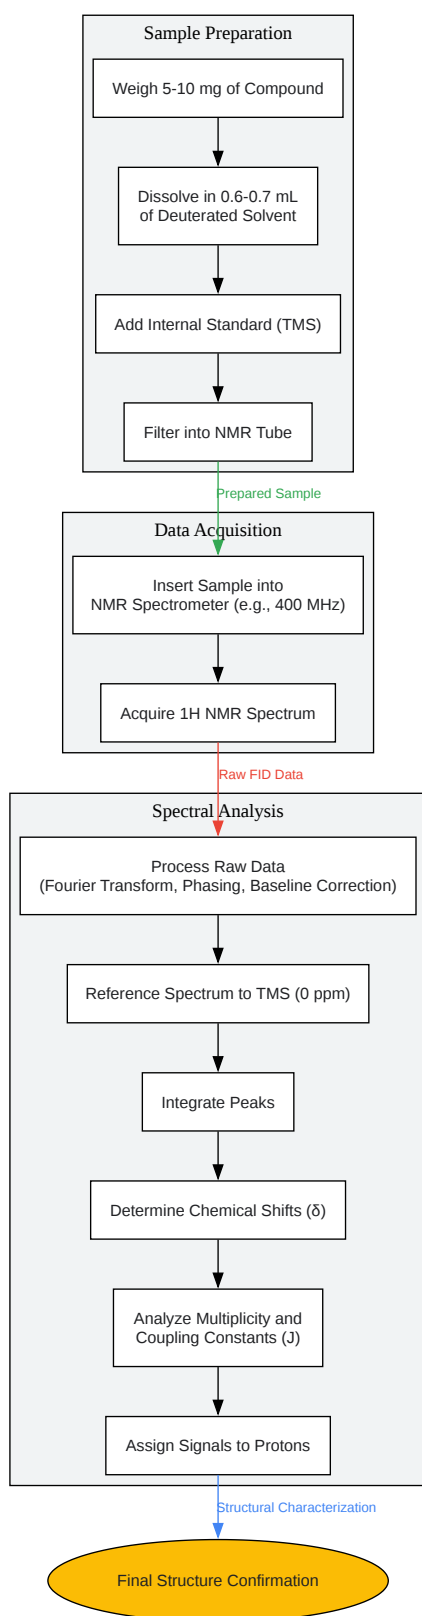 Sample Preparation
Weigh 5-10 mg of Compound
Dissolve in 0.6-0.7 mL
of Deuterated Solvent
Add Internal Standard (TMS)
Filter into NMR Tube
Prepared Sample
Data Acquisition
Insert Sample into
NMR Spectrometer (e.g., 400 MHz)
Acquire 1H NMR Spectrum
Raw FID Data
Spectral Analysis
Process Raw Data
(Fourier Transform, Phasing, Baseline Correction)
Reference Spectrum to TMS (0 ppm)
Integrate Peaks
Determine Chemical Shifts (δ)
Analyze Multiplicity and
Coupling Constants (J)
Assign Signals to Protons
Structural Characterization
Final Structure Confirmation